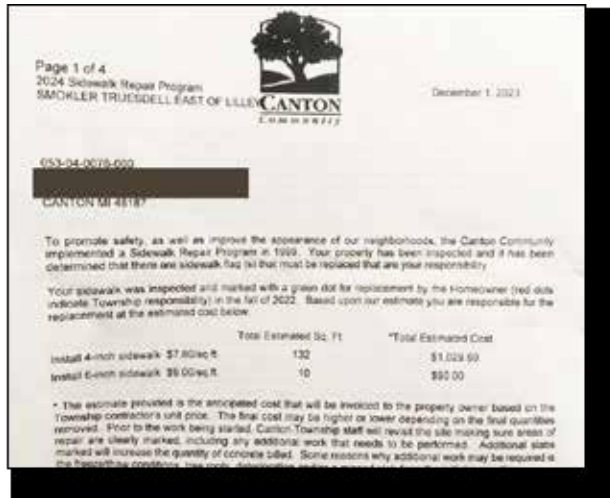 Page 1 of 4
2024 Sidewalk Repair Program
SMOKLER TRUESDELL EAST OF LILLEY
CANTON
Community
December 1, 2023
053-04-0076-000
CANTON MI 48187
To promote safety, as well as improve the appearance of our neighborhoods, the Canton Community
implemented a Sidewalk Repair Program in 1999. Your property has been inspected and it has been
determined that there are sidewalk flag that must be replaced that are your responsibility.
Your sidewalk was inspected and marked with a green dot for replacement by the Homeowner (red dots
indicate Township responsibility) in the fall of 2022. Based upon our estimate you are responsible for the
replacement at the estimated cost below.
Total Estimated Sq. Ft. *Total Estimated Cost
Install 4-inch sidewalk $7.80/sq ft. 132 $1,029.60
Install 6-inch sidewalk $9.00/sq ft. 10 $90.00
* The estimate provided is the anticipated cost that will be invoiced to the property owner based on the
Township contractor's unit price. The final cost may be higher or lower depending on the final quantities
removed. Prior to the work being started, Canton Township staff will revisit the site making sure areas of
repair are clearly marked, including any additional work that needs to be performed. Additional slabs
marked will increase the quantity of concrete billed. Some reasons why additional work may be required is
the freeze/thaw conditions, tree roots,